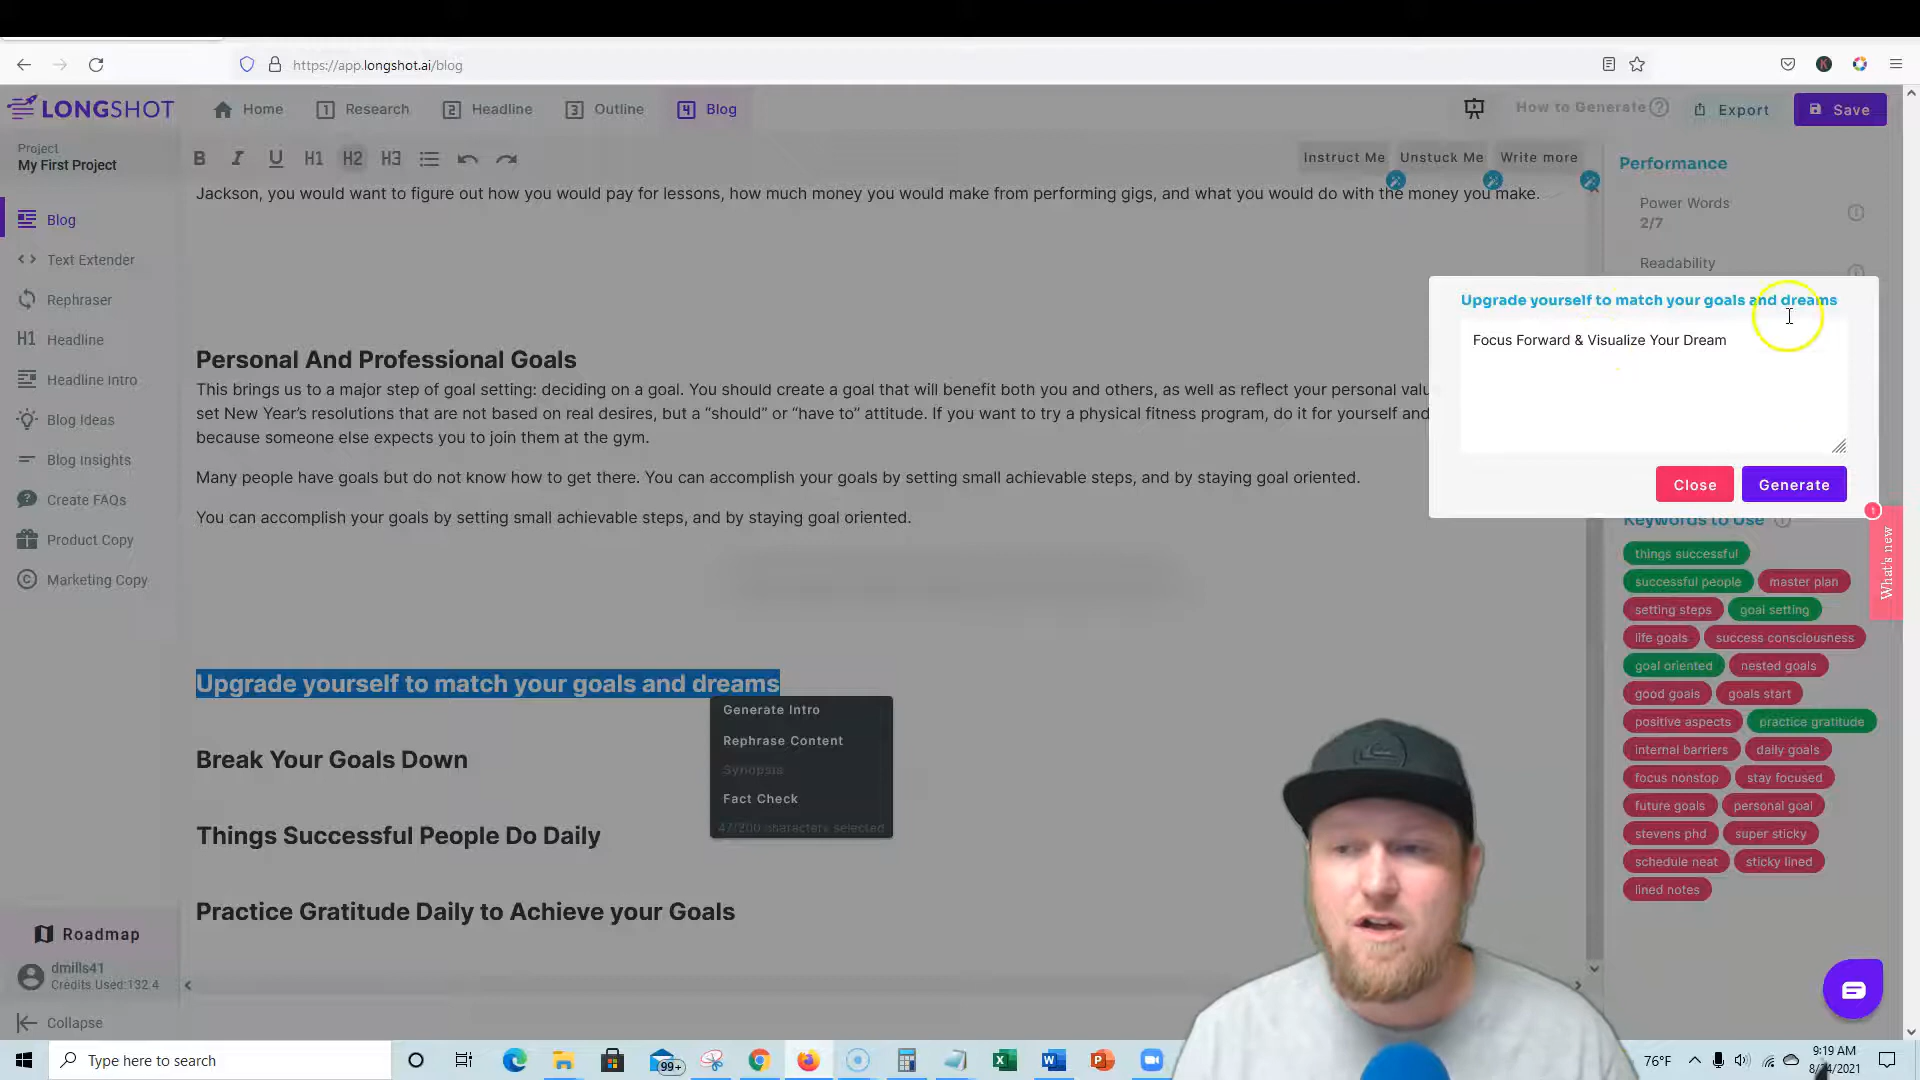 https://app.longshot.ai/blog
LONGSHOT
Home
1 Research
2 Headline
3 Outline
4 Blog
How to Generate
Export
Save
Project
My First Project
B I U H1 H2 H3
Instruct Me
Unstuck Me
Write more
Performance
Jackson, you would want to figure out how you would pay for lessons, how much money you would make from performing gigs, and what you would do with the money you make.
Power Words
2/7
Readability
Blog
Text Extender
Rephraser
H1 Headline
Headline Intro
Blog Ideas
Blog Insights
Create FAQs
Product Copy
Marketing Copy
Upgrade yourself to match your goals and dreams
Focus Forward & Visualize Your Dream
Close
Generate
Personal And Professional Goals
This brings us to a major step of goal setting: deciding on a goal. You should create a goal that will benefit both you and others, as well as reflect your personal
set New Year's resolutions that are not based on real desires, but a “should” or “have to” attitude. If you want to try a physical fitness program, do it for yourself and
because someone else expects you to join them at the gym.
Many people have goals but do not know how to get there. You can accomplish your goals by setting small achievable steps, and by staying goal oriented.
You can accomplish your goals by setting small achievable steps, and by staying goal oriented.
Upgrade yourself to match your goals and dreams
Generate Intro
Rephrase Content
Synopsis
Fact Check
47/200 characters selected
Break Your Goals Down
Things Successful People Do Daily
Practice Gratitude Daily to Achieve your Goals
Keywords to Use
What's new
things successful
successful people
master plan
setting steps
goal setting
life goals
success consciousness
goal oriented
nested goals
good goals
goals start
positive aspects
practice gratitude
internal barriers
daily goals
focus nonstop
stay focused
future goals
personal goal
stevens phd
super sticky
schedule neat
sticky lined
lined notes
Roadmap
dmills41
Credits Used:132.4
Collapse
Type here to search
99+
76°F
9:19 AM